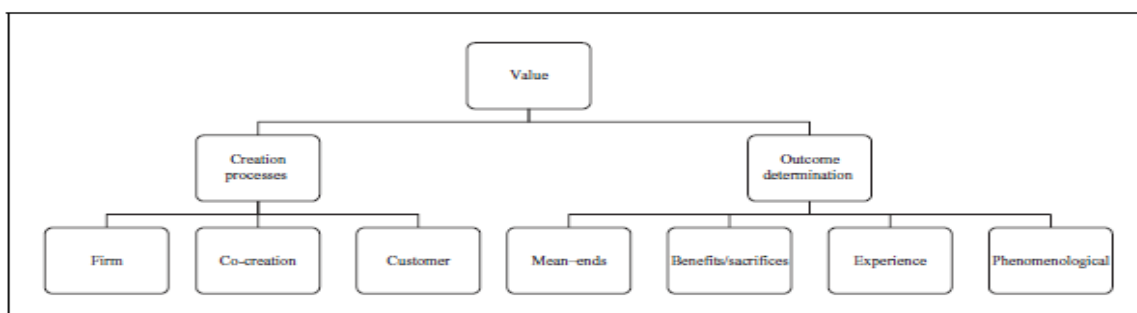 Value
Creation
processes
Outcome
determination
Firm
Co-creation
Customer
Mean–ends
Benefits/sacrifices
Experience
Phenomenological